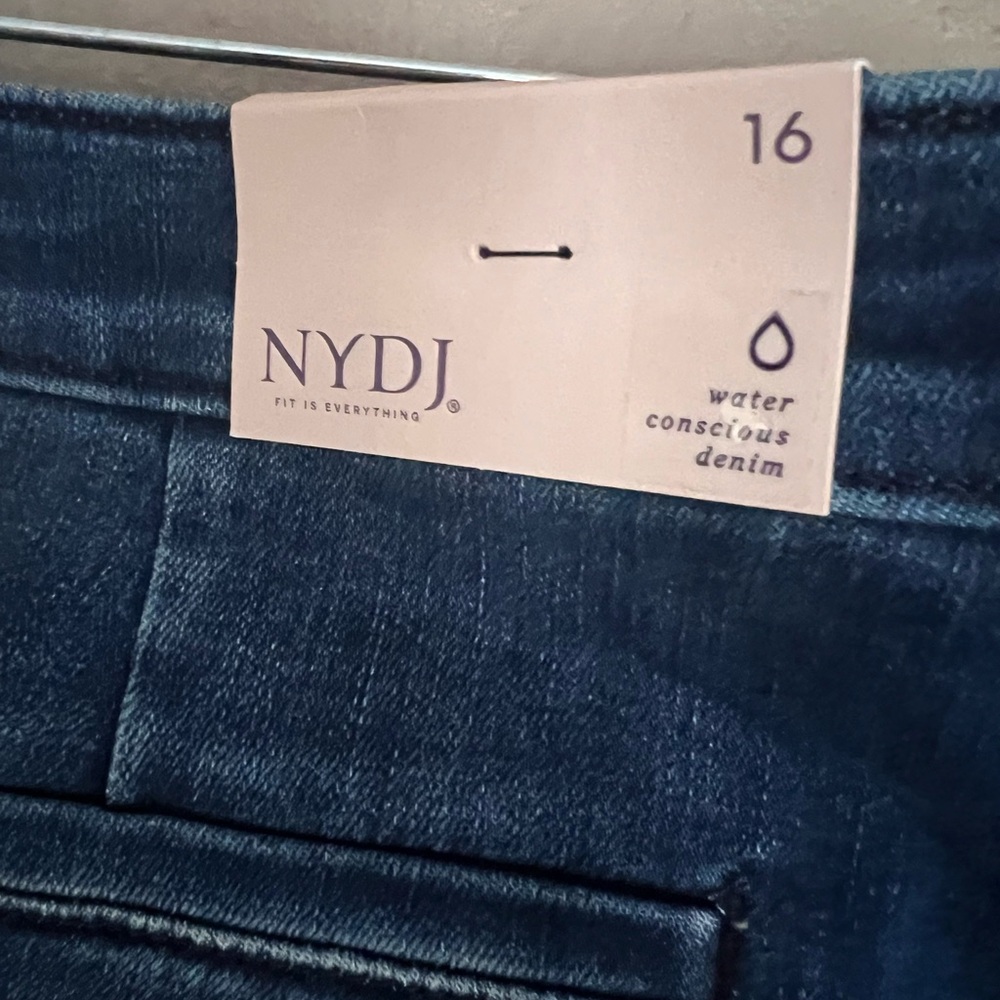 16
NYDJ®
FIT IS EVERYTHING
water
conscious
denim